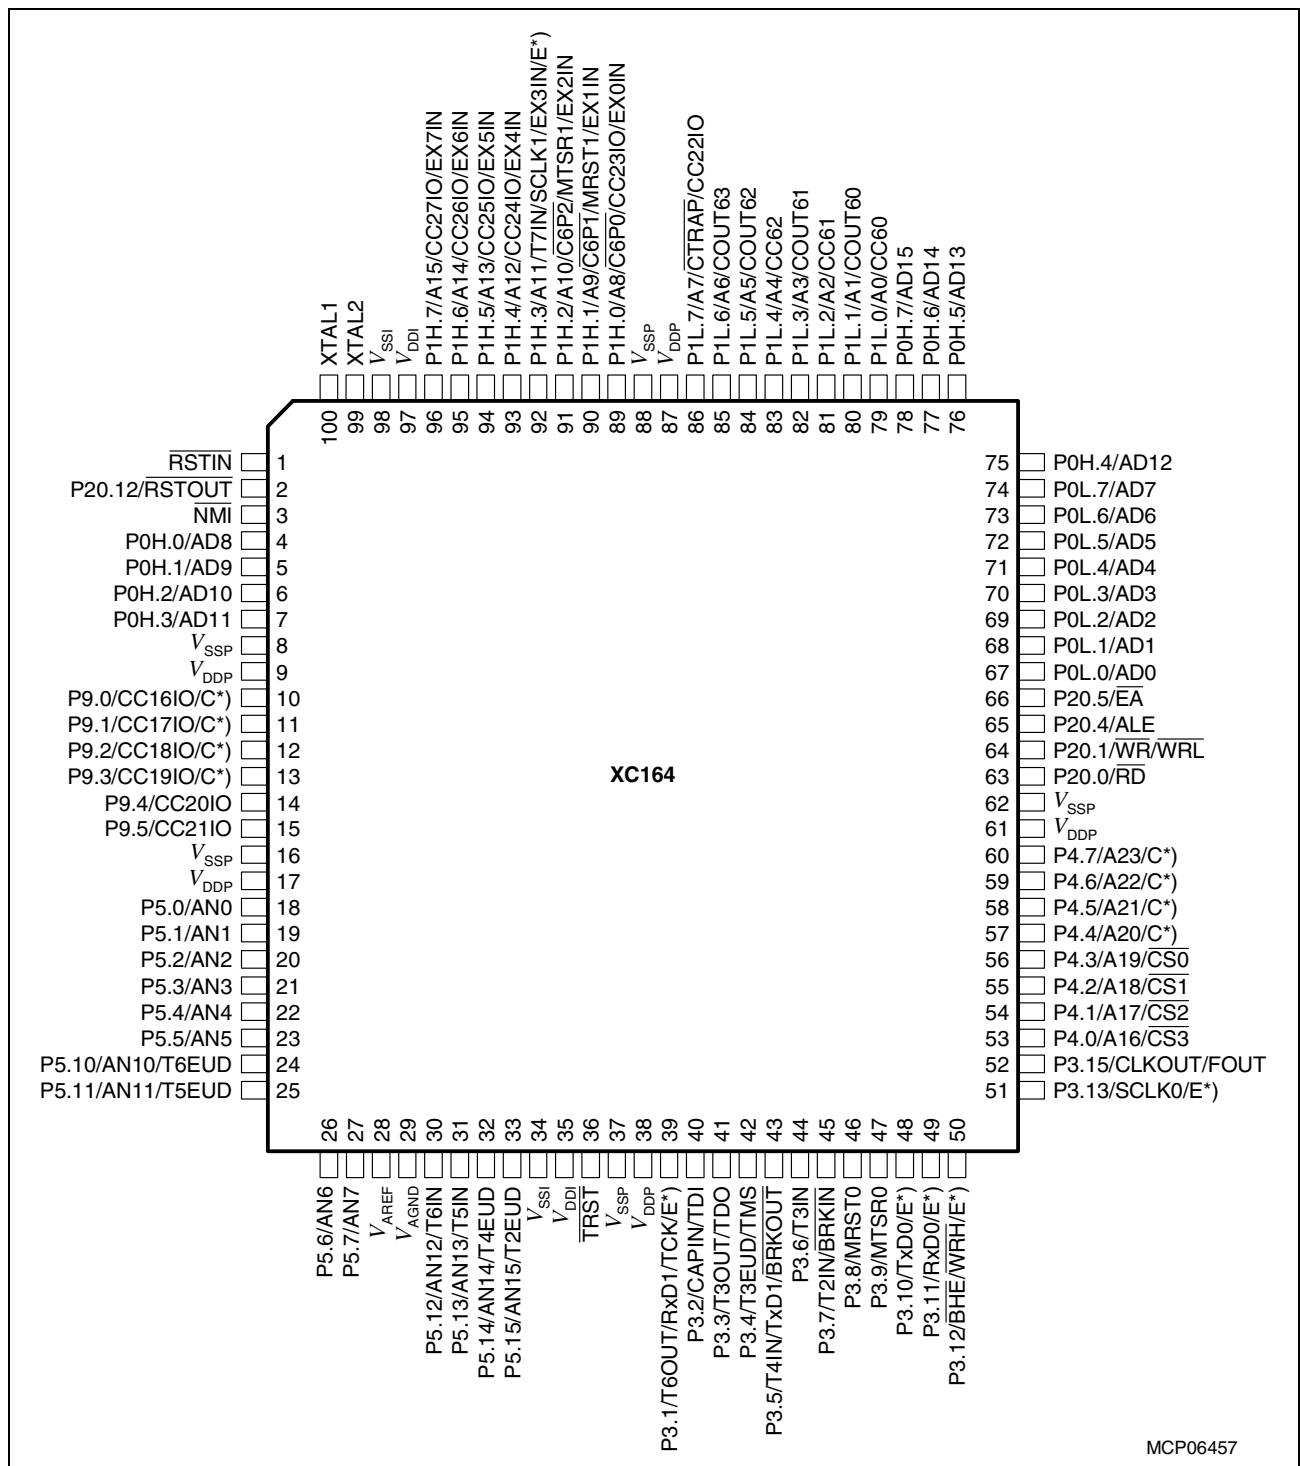 XTAL1
XTAL2
VSSI
VDDI
P1H.7/A15/CC27IO/EX7IN
P1H.6/A14/CC26IO/EX6IN
P1H.5/A13/CC25IO/EX5IN
P1H.4/A12/CC24IO/EX4IN
P1H.3/A11/T7IN/SCLK1/EX3IN/E*)
P1H.2/A10/C6P2/MTSR1/EX2IN
P1H.1/A9/C6P1/MRST1/EX1IN
P1H.0/A8/C6P0/CC23IO/EX0IN
VSSP
VDDP
P1L.7/A7/CTRAP/CC22IO
P1L.6/A6/COUT63
P1L.5/A5/COUT62
P1L.4/A4/CC62
P1L.3/A3/COUT61
P1L.2/A2/CC61
P1L.1/A1/COUT60
P1L.0/A0/CC60
P0H.7/AD15
P0H.6/AD14
P0H.5/AD13
100
99
98
97
96
95
94
93
92
91
90
89
88
87
86
85
84
83
82
81
80
79
78
77
76
RSTIN 1
P20.12/RSTOUT 2
NMI 3
P0H.0/AD8 4
P0H.1/AD9 5
P0H.2/AD10 6
P0H.3/AD11 7
VSSP 8
VDDP 9
P9.0/CC16IO/C*) 10
P9.1/CC17IO/C*) 11
P9.2/CC18IO/C*) 12
P9.3/CC19IO/C*) 13
P9.4/CC20IO 14
P9.5/CC21IO 15
VSSP 16
VDDP 17
P5.0/AN0 18
P5.1/AN1 19
P5.2/AN2 20
P5.3/AN3 21
P5.4/AN4 22
P5.5/AN5 23
P5.10/AN10/T6EUD 24
P5.11/AN11/T5EUD 25
XC164
75 P0H.4/AD12
74 P0L.7/AD7
73 P0L.6/AD6
72 P0L.5/AD5
71 P0L.4/AD4
70 P0L.3/AD3
69 P0L.2/AD2
68 P0L.1/AD1
67 P0L.0/AD0
66 P20.5/EA
65 P20.4/ALE
64 P20.1/WR/WRL
63 P20.0/RD
62 VSSP
61 VDDP
60 P4.7/A23/C*)
59 P4.6/A22/C*)
58 P4.5/A21/C*)
57 P4.4/A20/C*)
56 P4.3/A19/CS0
55 P4.2/A18/CS1
54 P4.1/A17/CS2
53 P4.0/A16/CS3
52 P3.15/CLKOUT/FOUT
51 P3.13/SCLK0/E*)
26
27
28
29
30
31
32
33
34
35
36
37
38
39
40
41
42
43
44
45
46
47
48
49
50
P5.6/AN6
P5.7/AN7
VAREF
VAGND
P5.12/AN12/T6IN
P5.13/AN13/T5IN
P5.14/AN14/T4EUD
P5.15/AN15/T2EUD
VSSI
VDDI
TRST
VSSP
VDDP
P3.1/T6OUT/RxD1/TCK/E*)
P3.2/CAPIN/TDI
P3.3/T3OUT/TDO
P3.4/T3EUD/TMS
P3.5/T4IN/TxD1/BRKOUT
P3.6/T3IN
P3.7/T2IN/BRKIN
P3.8/MRST0
P3.9/MTSR0
P3.10/TxD0/E*)
P3.11/RxD0/E*)
P3.12/BHE/WRH/E*)
MCP06457